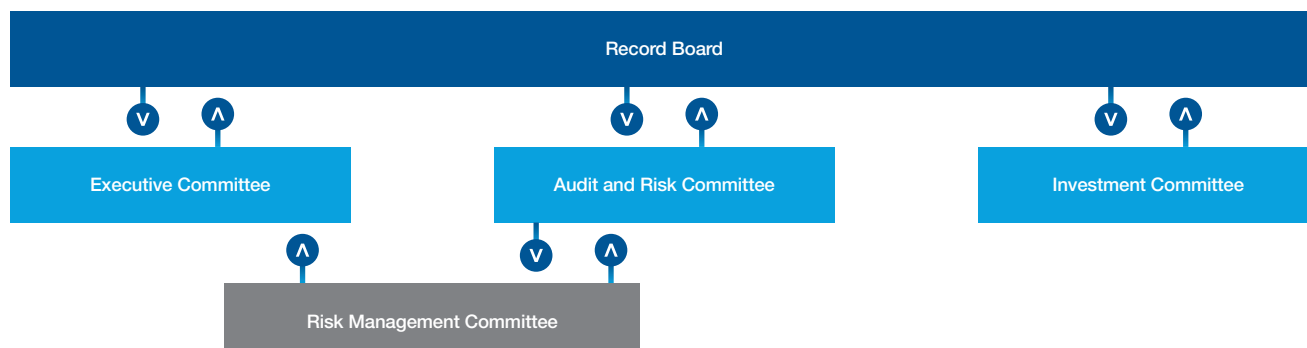 Record Board
Executive Committee
Audit and Risk Committee
Investment Committee
Risk Management Committee